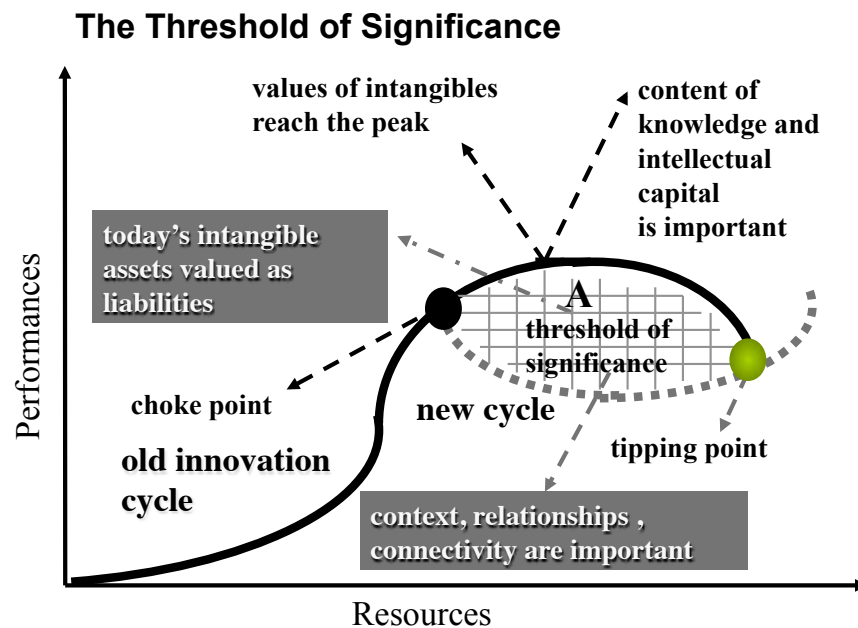 The Threshold of Significance
values of intangibles
reach the peak
content of
knowledge and
intellectual
capital
is important
today's intangible
assets valued as
liabilities
A
threshold of
significance
choke point
new cycle
old innovation
cycle
tipping point
context, relationships ,
connectivity are important
Performances
Resources